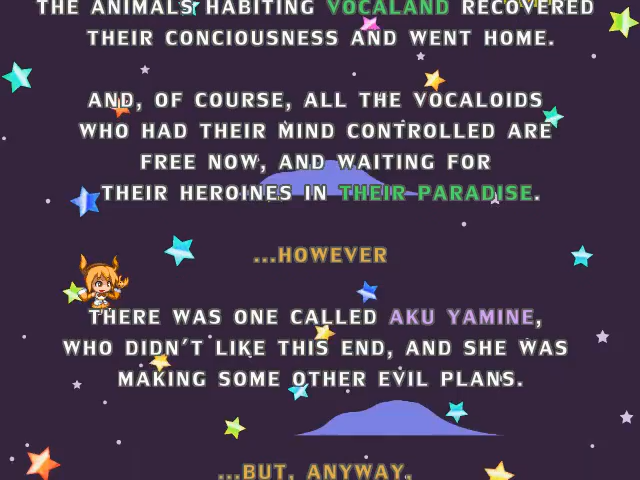 THE ANIMALS HABITING VOCALAND RECOVERED
THEIR CONCIOUSNESS AND WENT HOME.
AND, OF COURSE, ALL THE VOCALOIDS
WHO HAD THEIR MIND CONTROLLED ARE
FREE NOW, AND WAITING FOR
THEIR HEROINES IN THEIR PARADISE.
...HOWEVER
THERE WAS ONE CALLED AKU YAMINE,
WHO DIDN'T LIKE THIS END, AND SHE WAS
MAKING SOME OTHER EVIL PLANS.
...BUT, ANYWAY,